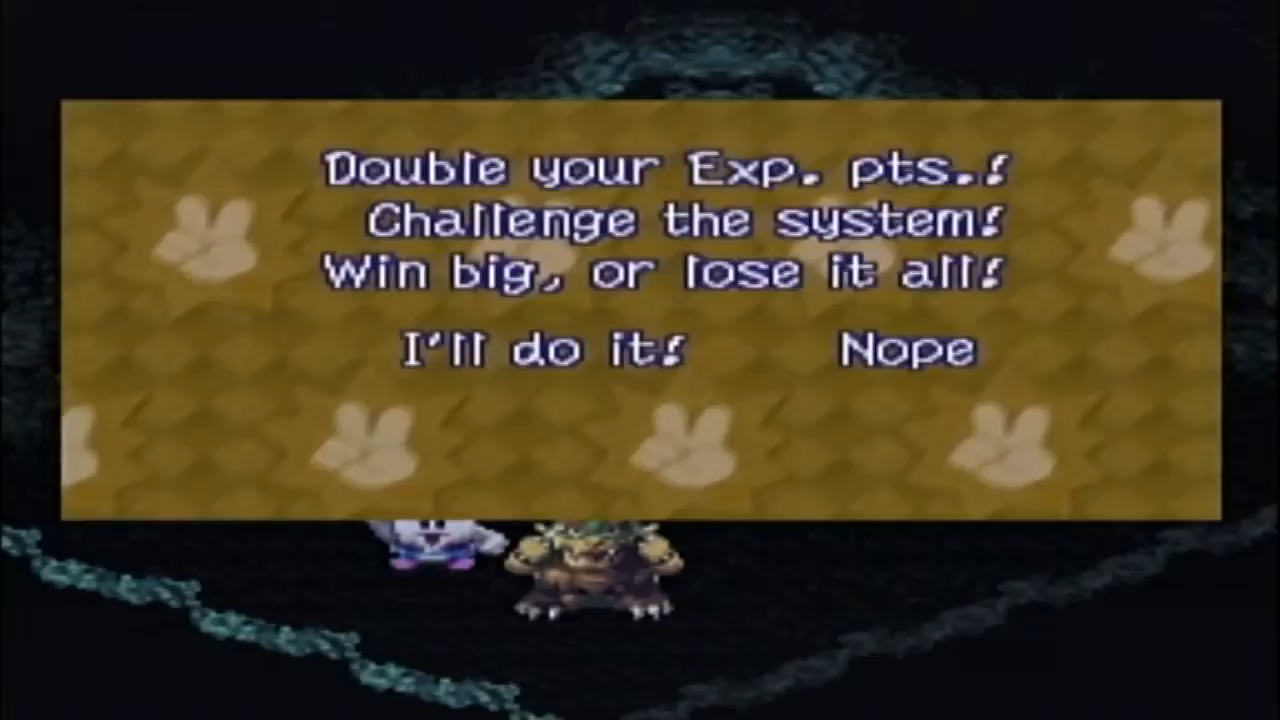 Double your Exp. pts.!
Challenge the system!
Win big, or lose it all!
I'll do it! Nope